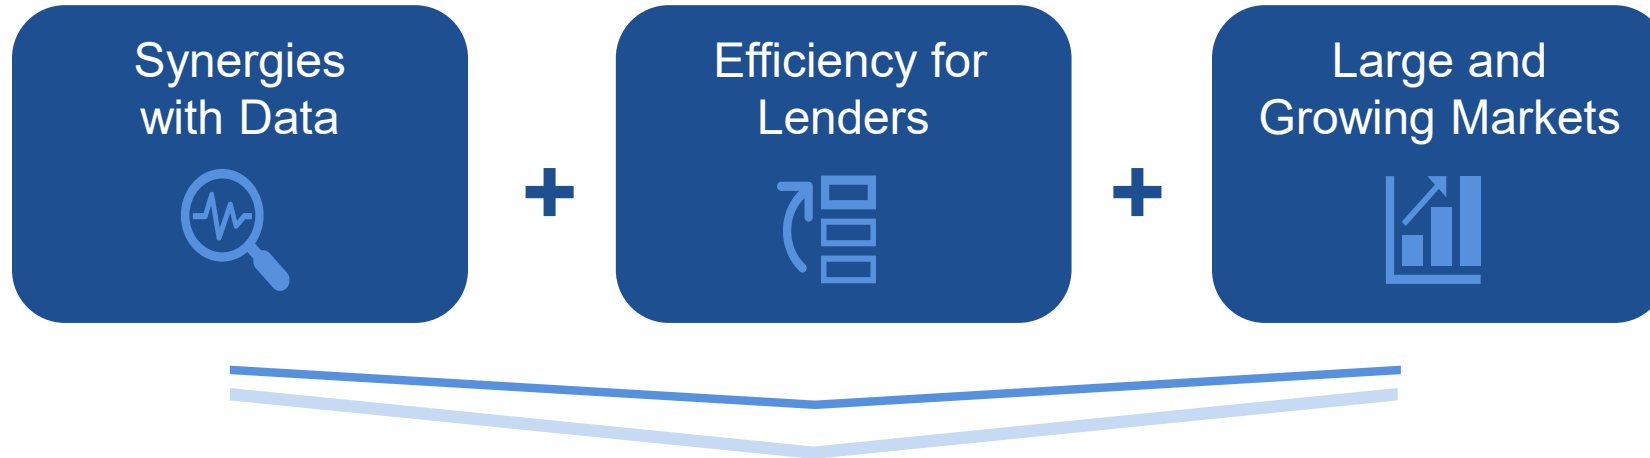 Synergies
with Data
+
Efficiency for
Lenders
+
Large and
Growing Markets